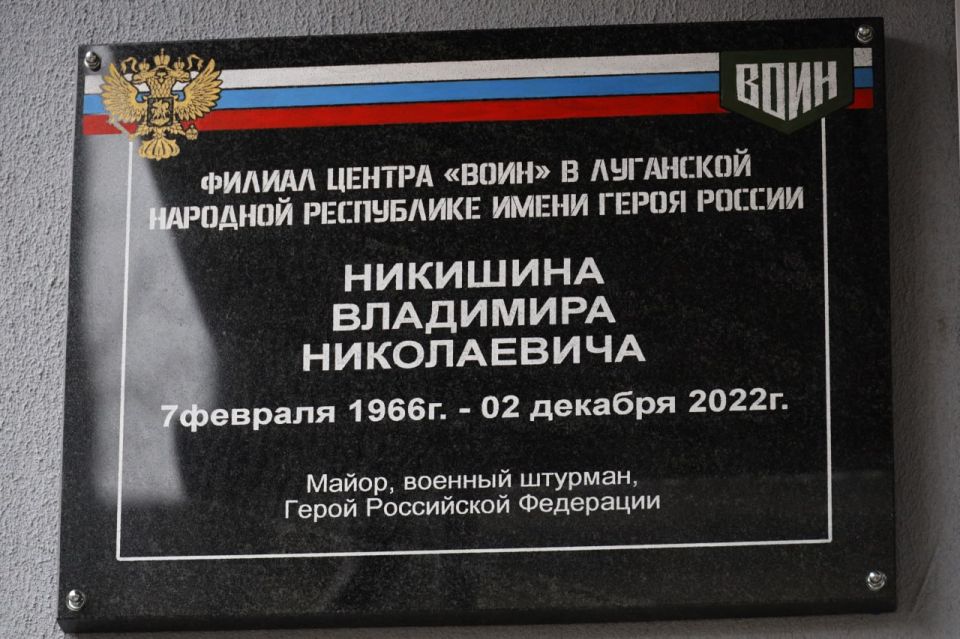 ВОИН
ФИЛИАЛ ЦЕНТРА «ВОИН» В ЛУГАНСКОЙ
НАРОДНОЙ РЕСПУБЛИКЕ ИМЕНИ ГЕРОЯ РОССИИ
НИКИШИНА
ВЛАДИМИРА
НИКОЛАЕВИЧА
7февраля 1966г. - 02 декабря 2022г.
Майор, военный штурман,
Герой Российской Федерации